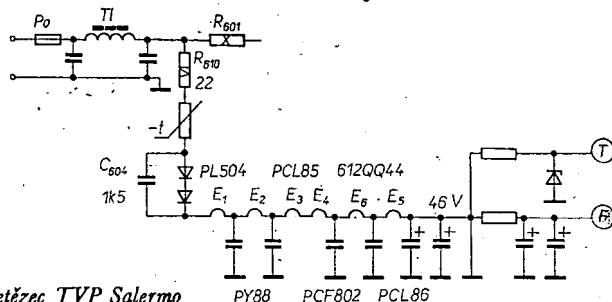 Po
Tl
R601
R610
22
-t
C604
1k5
PL504
PCL85
612QQ44
E1
E2
E3
E4
E6
E5
46 V
T
+
+
+
+
etězec TVP Salermo
PY88
PCF802
PCL86